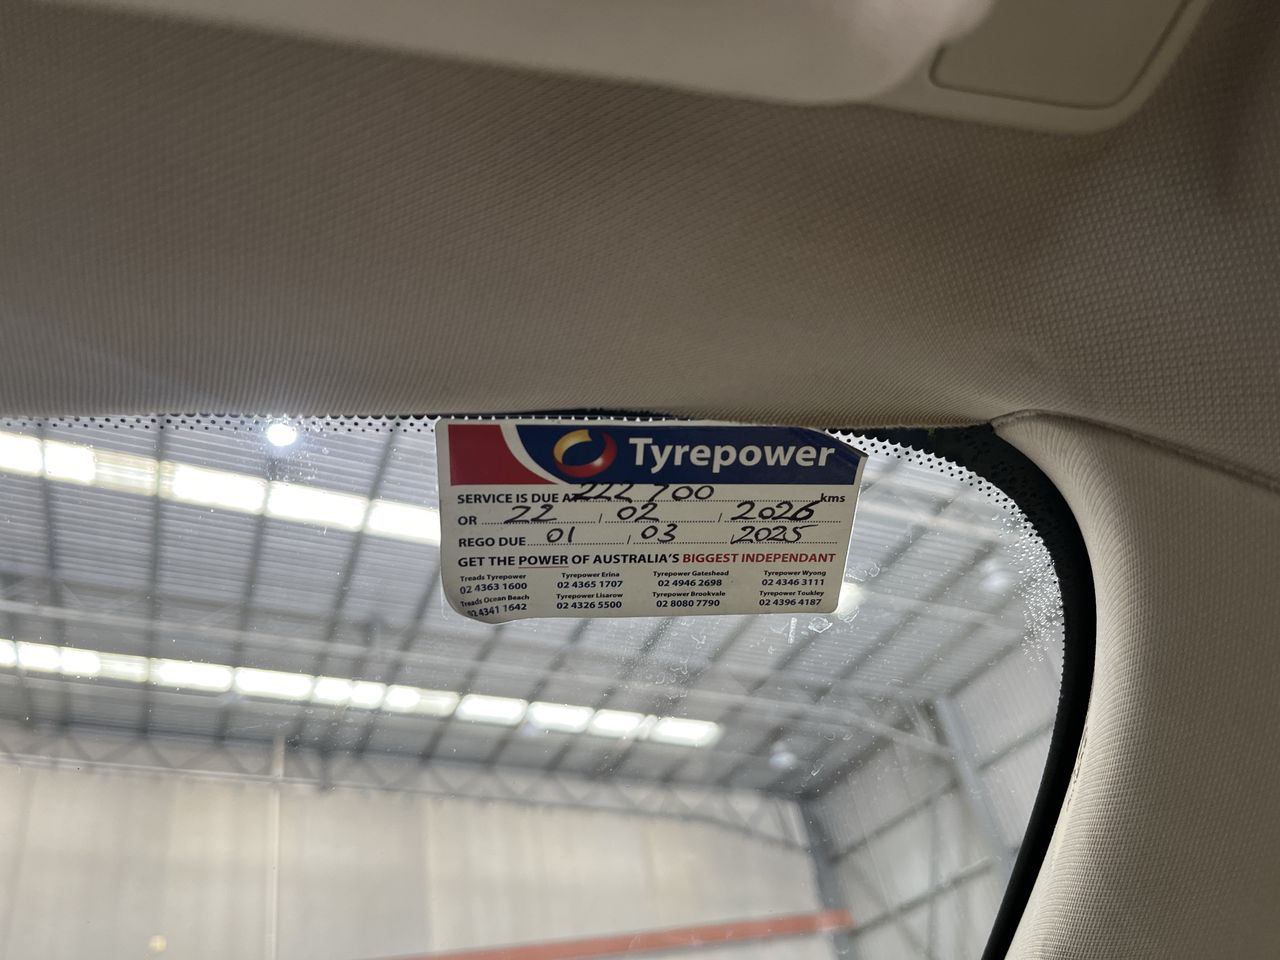 Tyrepower
SERVICE IS DUE AT 222 700 kms
OR 22 / 02 / 2026
REGO DUE 01 / 03 / 2025
GET THE POWER OF AUSTRALIA'S BIGGEST INDEPENDANT
Treads Tyrepower Tyrepower Erina Tyrepower Gateshead Tyrepower Wyong
02 4363 1600 02 4365 1707 02 4946 2698 02 4346 3111
Treads Ocean Beach Tyrepower Lisarow Tyrepower Brookvale Tyrepower Toukley
02 4341 1642 02 4326 5500 02 8080 7790 02 4396 4187